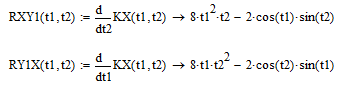 RXY1(t1,t2) := d/dt2 KX(t1,t2) → 8·t1²·t2 − 2·cos(t1)·sin(t2)
RY1X(t1,t2) := d/dt1 KX(t1,t2) → 8·t1·t2² − 2·cos(t2)·sin(t1)